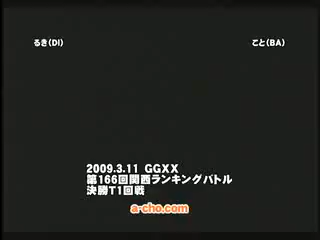 るき(DI)
こと(BA)
2009.3.11 GGXX
第166回関西ランキングバトル
決勝T1回戦
a-cho.com